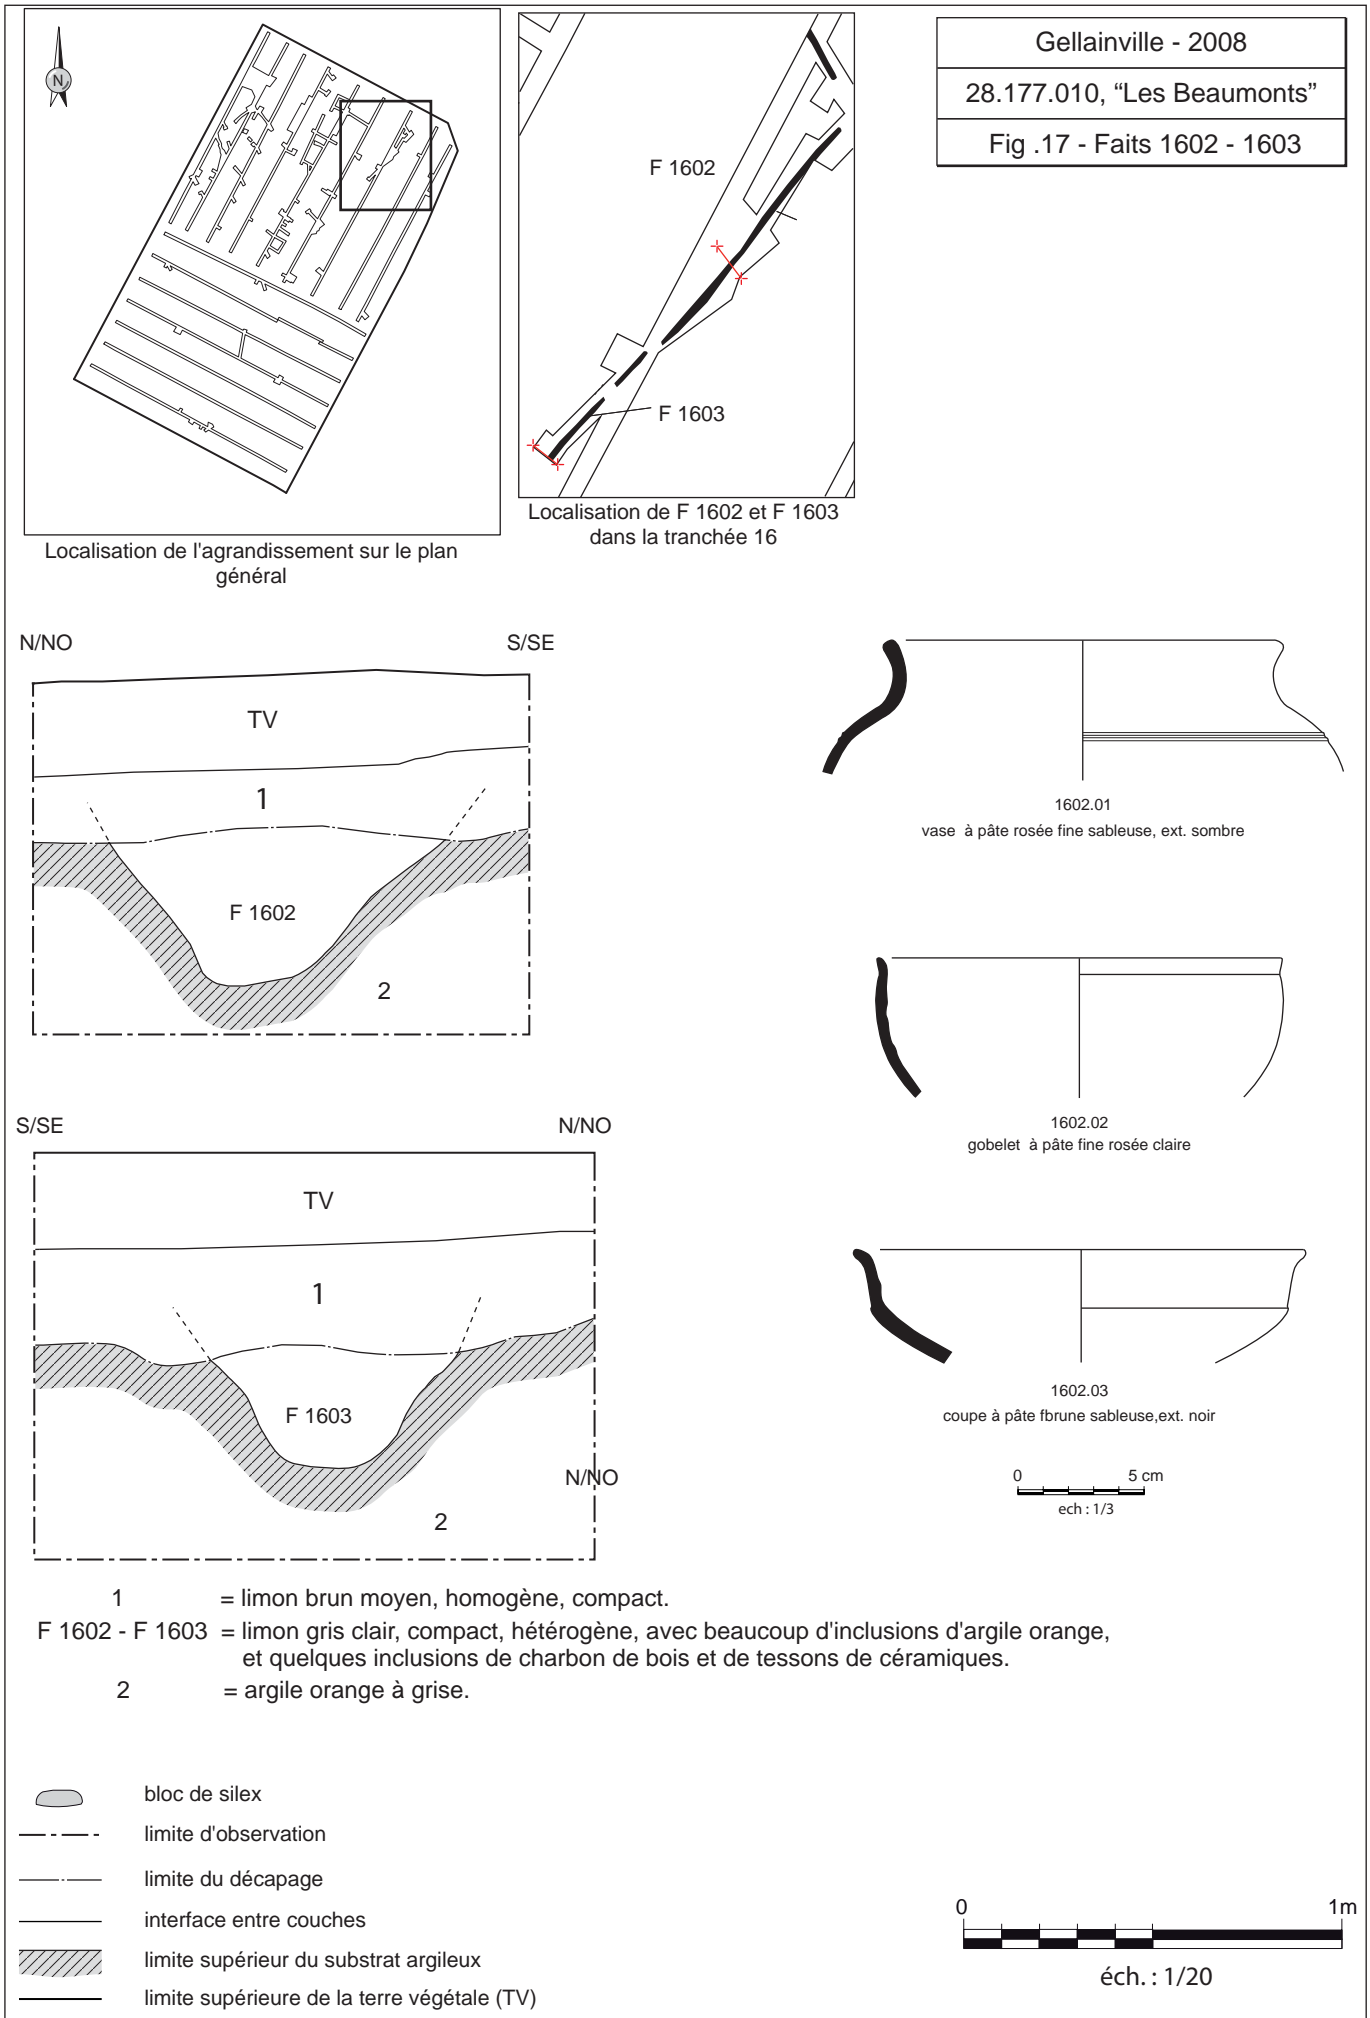 N
Gellainville - 2008
28.177.010, “Les Beaumonts”
Fig .17 - Faits 1602 - 1603
F 1602
F 1603
Localisation de l'agrandissement sur le plan
général
Localisation de F 1602 et F 1603
dans la tranchée 16
N/NO
S/SE
TV
1
F 1602
2
1602.01
vase à pâte rosée fine sableuse, ext. sombre
1602.02
gobelet à pâte fine rosée claire
S/SE
N/NO
TV
1
F 1603
N/NO
2
1602.03
coupe à pâte fbrune sableuse,ext. noir
0 5 cm
ech : 1/3
1 = limon brun moyen, homogène, compact.
F 1602 - F 1603 = limon gris clair, compact, hétérogène, avec beaucoup d'inclusions d'argile orange,
et quelques inclusions de charbon de bois et de tessons de céramiques.
2 = argile orange à grise.
bloc de silex
limite d'observation
limite du décapage
interface entre couches
limite supérieur du substrat argileux
limite supérieure de la terre végétale (TV)
0 1m
éch. : 1/20